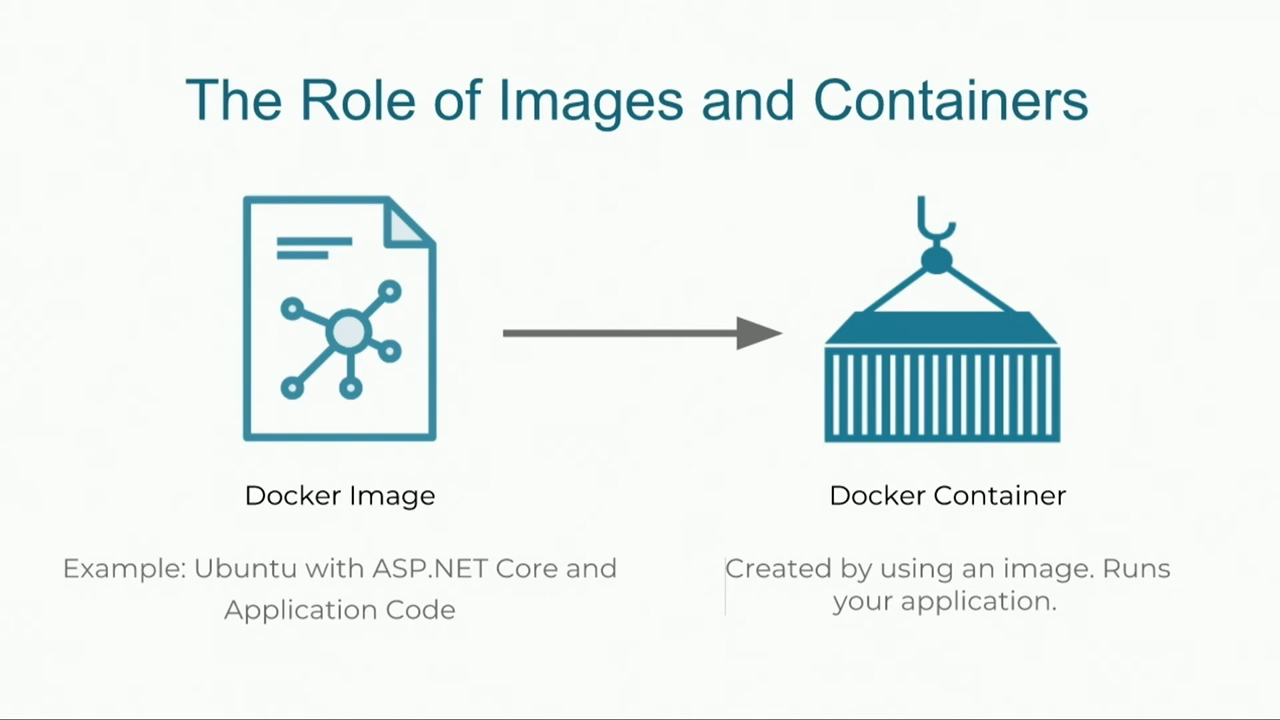 The Role of Images and Containers
Docker Image
Docker Container
Example: Ubuntu with ASP.NET Core and
Application Code
Created by using an image. Runs
your application.